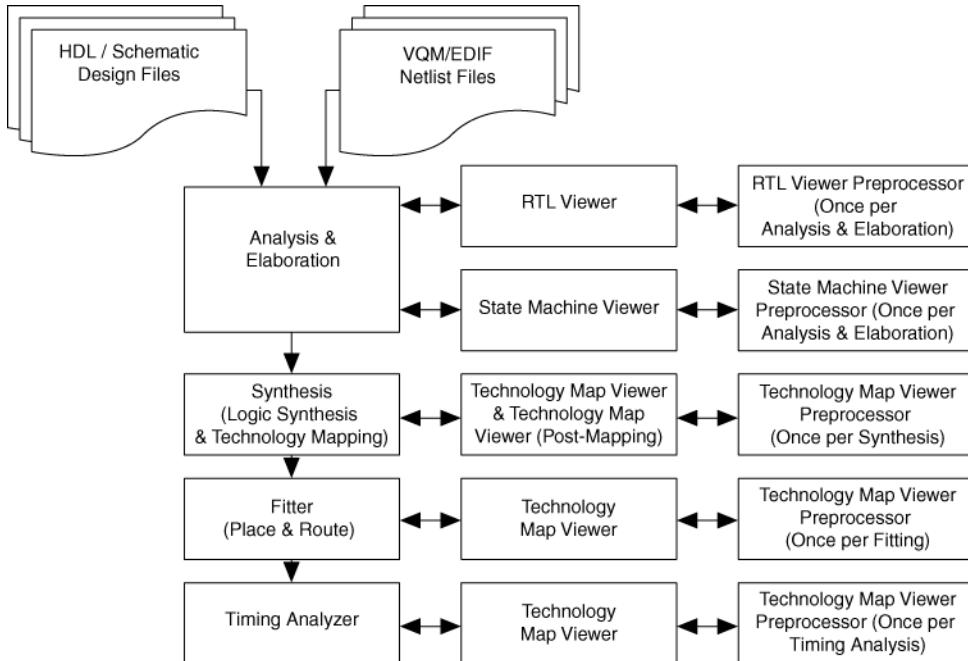 HDL / Schematic
Design Files
VQM/EDIF
Netlist Files
Analysis &
Elaboration
RTL Viewer
RTL Viewer Preprocessor
(Once per
Analysis & Elaboration)
State Machine Viewer
State Machine Viewer
Preprocessor (Once per
Analysis & Elaboration)
Synthesis
(Logic Synthesis
& Technology Mapping)
Technology Map Viewer
& Technology Map
Viewer (Post-Mapping)
Technology Map Viewer
Preprocessor
(Once per Synthesis)
Fitter
(Place & Route)
Technology
Map Viewer
Technology Map Viewer
Preprocessor
(Once per Fitting)
Timing Analyzer
Technology
Map Viewer
Technology Map Viewer
Preprocessor (Once per
Timing Analysis)